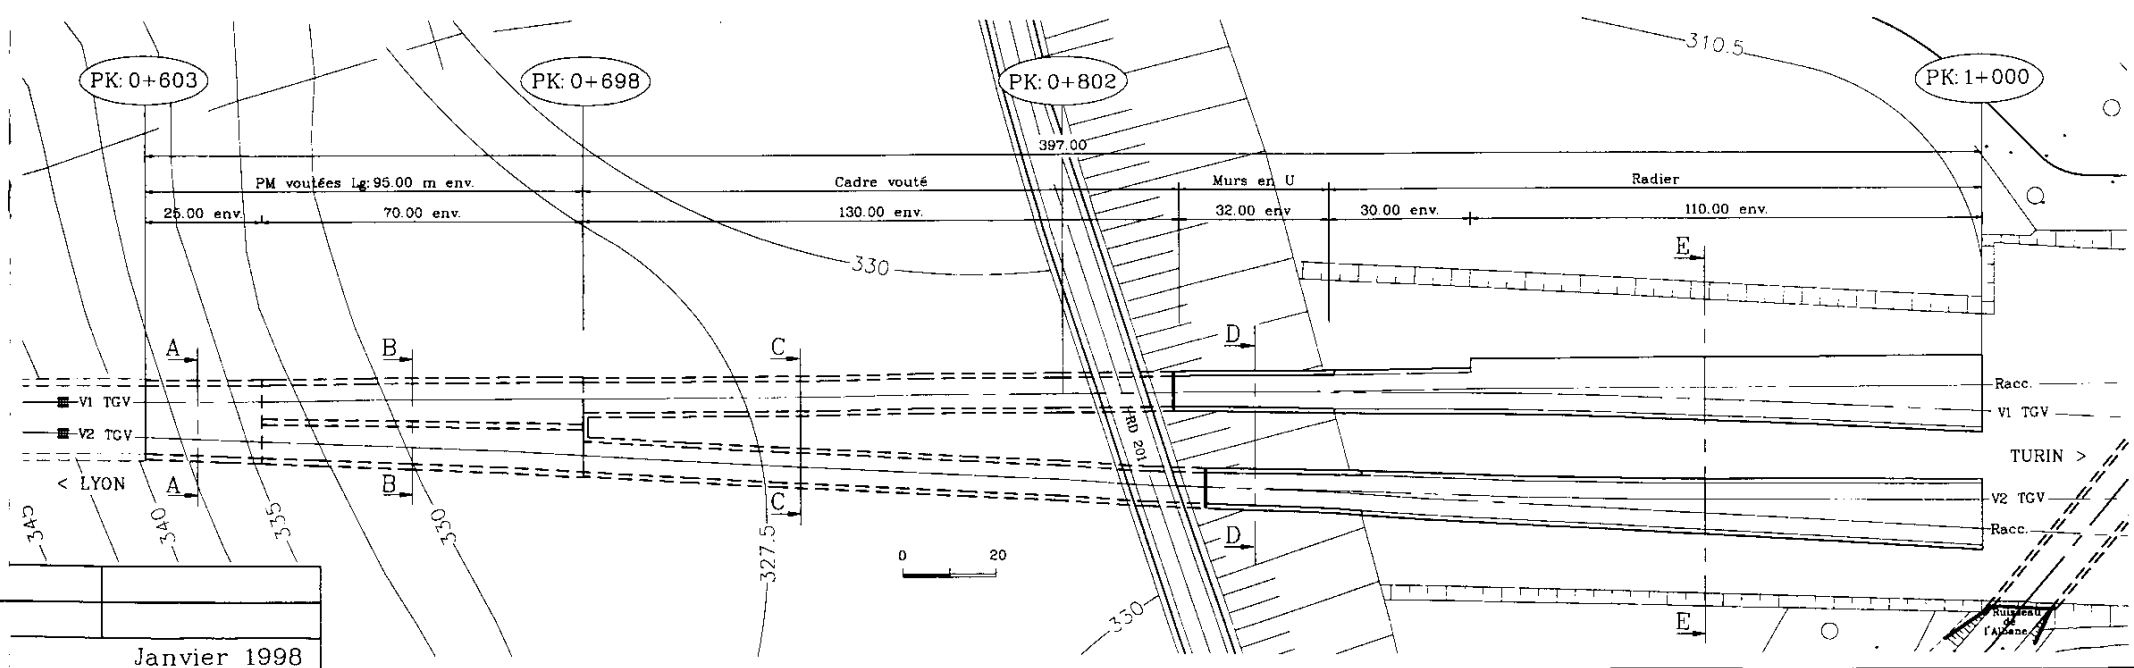 310.5
PK: 0+603
PK: 0+698
PK: 0+802
PK: 1+000
397.00
PM voutées Lg: 95.00 m env.
Cadre vouté
Murs en U
Radier
25.00 env.
70.00 env.
130.00 env.
32.00 env
30.00 env.
110.00 env.
E
330
D
A
B
C
Racc.
V1 TGV
V1 TGV
RD 201
V2 TGV
TURIN >
< LYON
A
B
C
V2 TGV
345
340
335
330
327.5
D
Racc.
0 20
330
E
Ruisseau
de
l'Albane
Janvier 1998